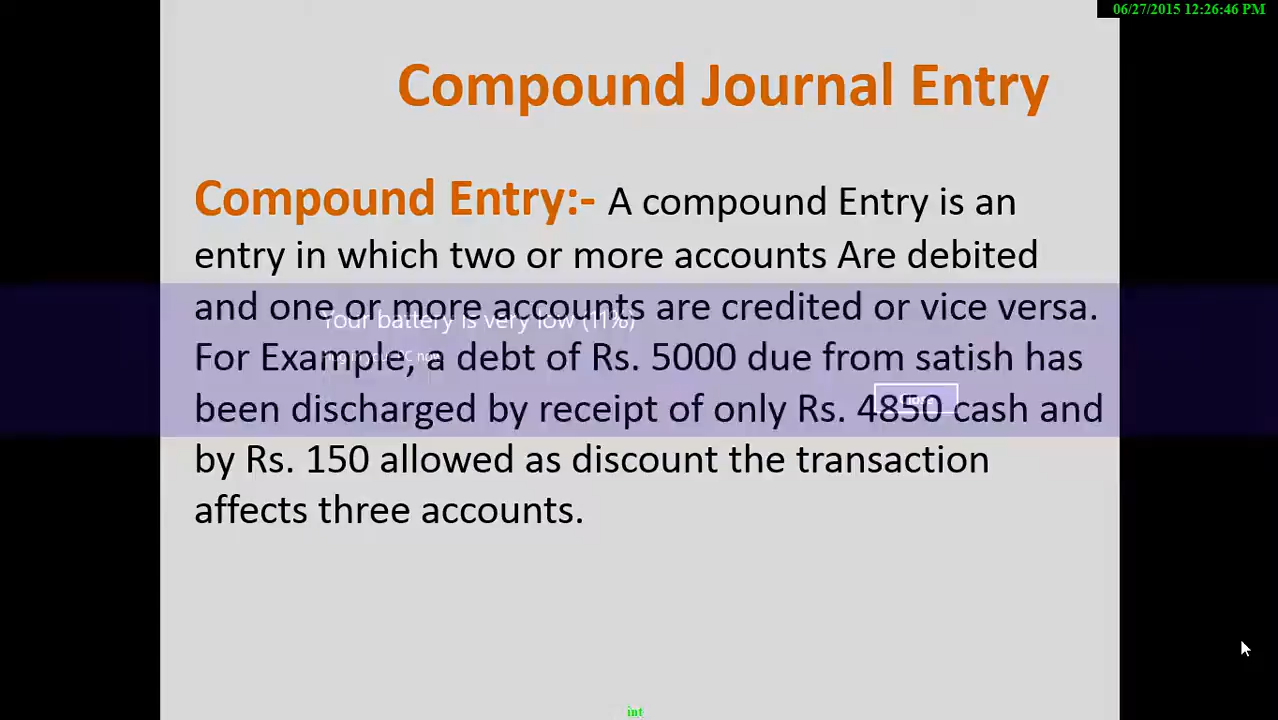 06/27/2015 12:26:46 PM
Compound Journal Entry
Compound Entry:- A compound Entry is an
entry in which two or more accounts Are debited
and one or more accounts are credited or vice versa.
Your battery is very low (11%)
For Example, a debt of Rs. 5000 due from satish has
PC now
Close
been discharged by receipt of only Rs. 4850 cash and
by Rs. 150 allowed as discount the transaction
affects three accounts.
int